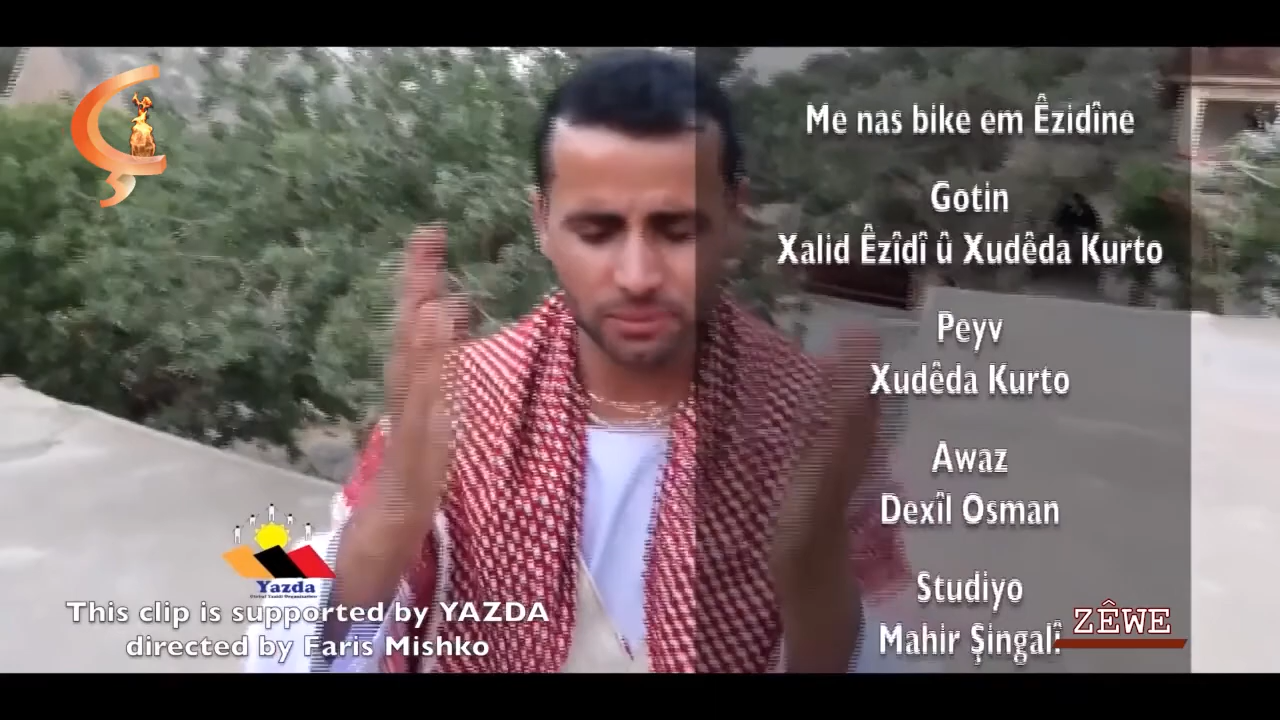 Me nas bike em Êzidîne
Gotin
Xalid Êzîdî û Xudêda Kurto
Peyv
Xudêda Kurto
Awaz
Dexîl Osman
Studiyo
Mahir Şingalî
ZÊWE
Ç
Yazda
This clip is supported by YAZDA
directed by Faris Mishko